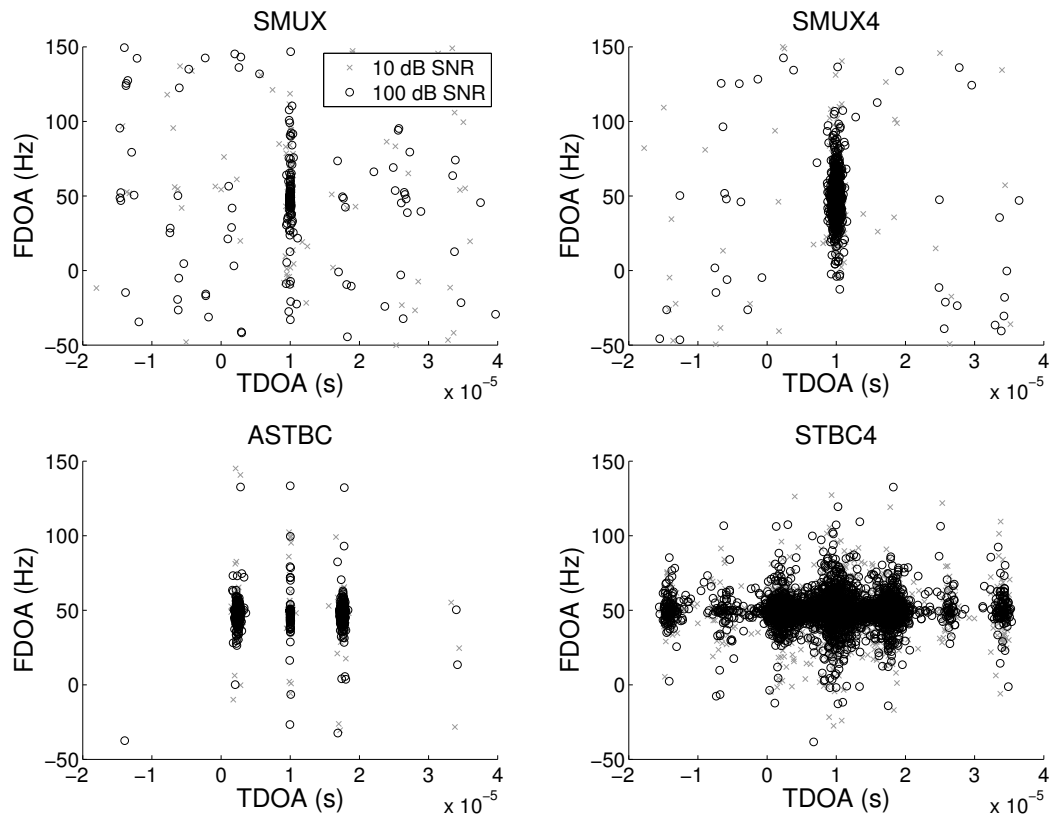 SMUX
150
100
50
0
−50
FDOA (Hz)
× 10 dB SNR
○ 100 dB SNR
−2 −1 0 1 2 3 4
TDOA (s)
x 10⁻⁵
SMUX4
150
100
50
0
−50
FDOA (Hz)
−2 −1 0 1 2 3 4
TDOA (s)
x 10⁻⁵
ASTBC
150
100
50
0
−50
FDOA (Hz)
−2 −1 0 1 2 3 4
TDOA (s)
x 10⁻⁵
STBC4
150
100
50
0
−50
FDOA (Hz)
−2 −1 0 1 2 3 4
TDOA (s)
x 10⁻⁵